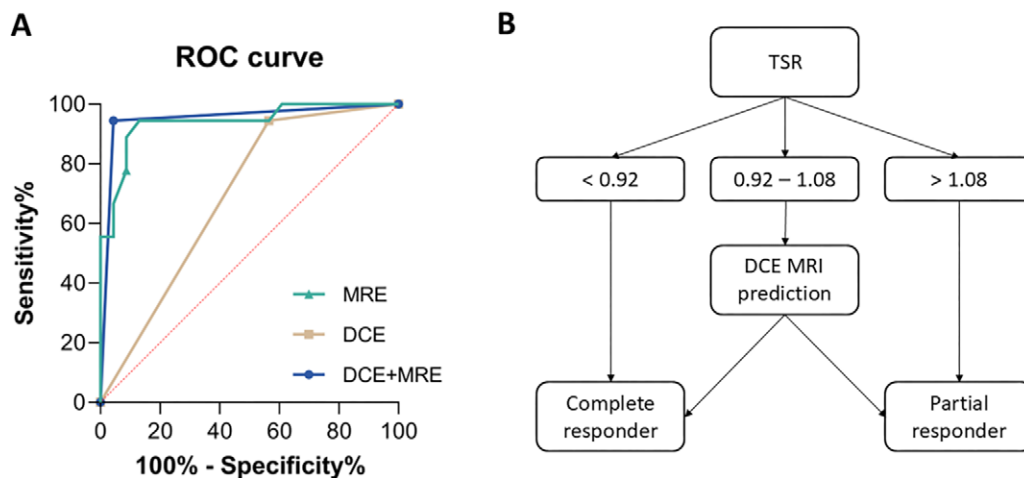 A
ROC curve
100
80
60
40
20
0
Sensitivity%
0 20 40 60 80 100
100% - Specificity%
MRE
DCE
DCE+MRE
B
TSR
< 0.92
0.92 – 1.08
> 1.08
DCE MRI
prediction
Complete
responder
Partial
responder